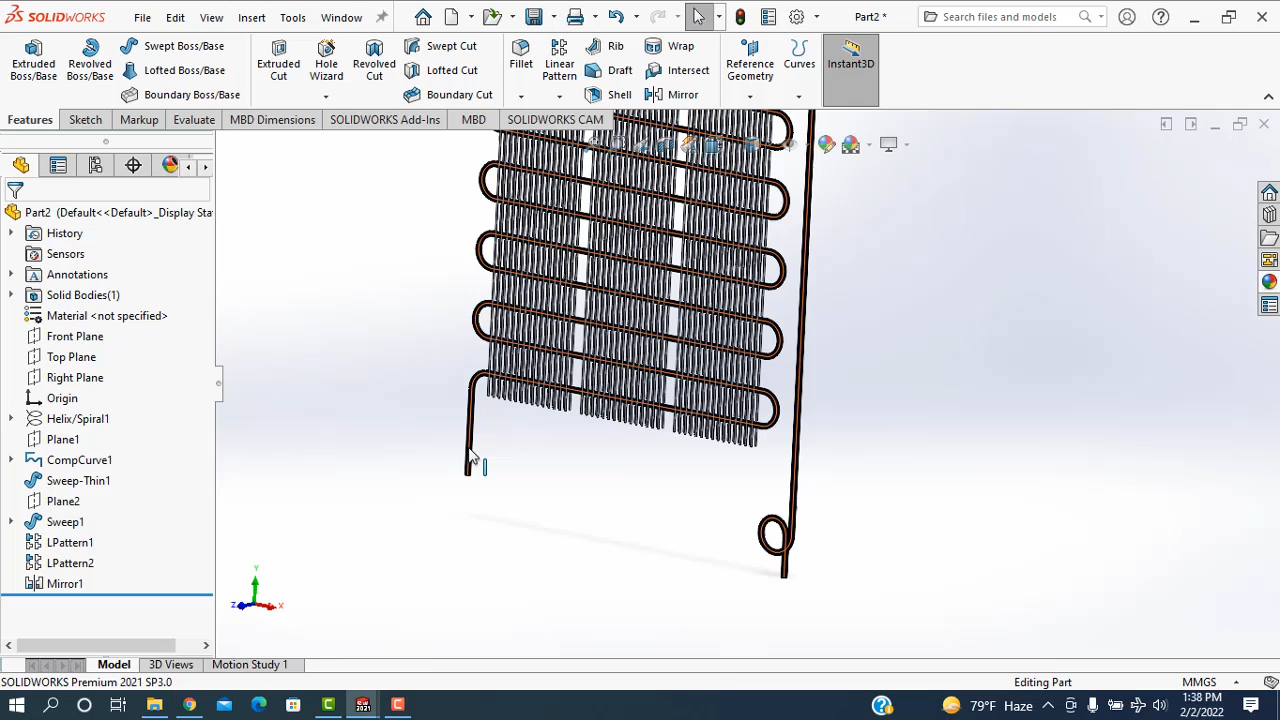 SOLIDWORKS File Edit View Insert Tools Window Part2 * Search files and models
Extruded Boss/Base
Revolved Boss/Base
Swept Boss/Base
Lofted Boss/Base
Boundary Boss/Base
Extruded Cut
Hole Wizard
Revolved Cut
Swept Cut
Lofted Cut
Boundary Cut
Fillet
Linear Pattern
Rib
Draft
Shell
Wrap
Intersect
Mirror
Reference Geometry
Curves
Instant3D
Features Sketch Markup Evaluate MBD Dimensions SOLIDWORKS Add-Ins MBD SOLIDWORKS CAM
Part2 (Default<<Default>_Display Sta
History
Sensors
Annotations
Solid Bodies(1)
Material <not specified>
Front Plane
Top Plane
Right Plane
Origin
Helix/Spiral1
Plane1
CompCurve1
Sweep-Thin1
Plane2
Sweep1
LPattern1
LPattern2
Mirror1
Y
Z
X
Model 3D Views Motion Study 1
SOLIDWORKS Premium 2021 SP3.0 Editing Part MMGS
79°F Haze 1:38 PM
2/2/2022